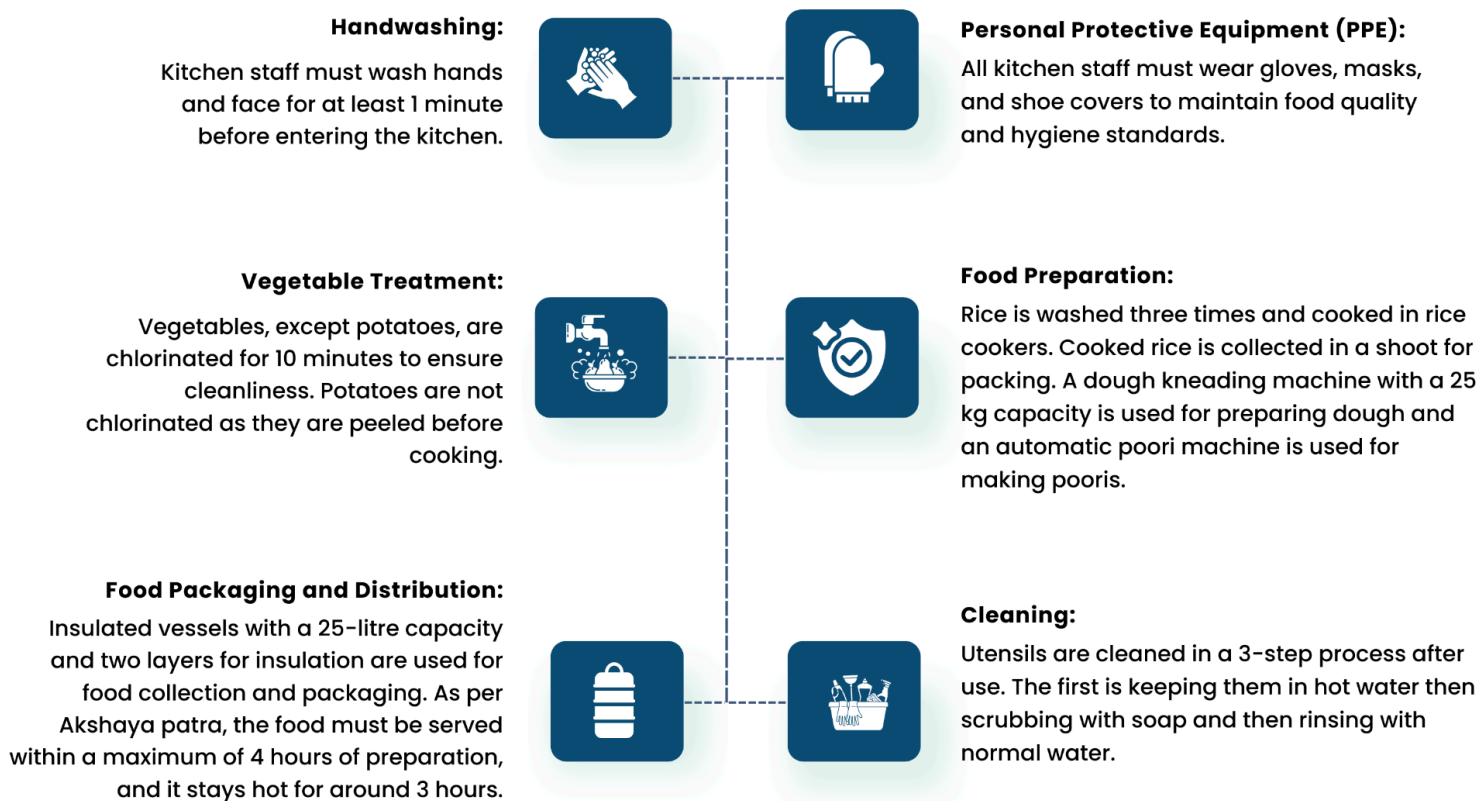 Handwashing:
Kitchen staff must wash hands
and face for at least 1 minute
before entering the kitchen.
Personal Protective Equipment (PPE):
All kitchen staff must wear gloves, masks,
and shoe covers to maintain food quality
and hygiene standards.
Vegetable Treatment:
Vegetables, except potatoes, are
chlorinated for 10 minutes to ensure
cleanliness. Potatoes are not
chlorinated as they are peeled before
cooking.
Food Preparation:
Rice is washed three times and cooked in rice
cookers. Cooked rice is collected in a shoot for
packing. A dough kneading machine with a 25
kg capacity is used for preparing dough and
an automatic poori machine is used for
making pooris.
Food Packaging and Distribution:
Insulated vessels with a 25-litre capacity
and two layers for insulation are used for
food collection and packaging. As per
Akshaya patra, the food must be served
within a maximum of 4 hours of preparation,
and it stays hot for around 3 hours.
Cleaning:
Utensils are cleaned in a 3-step process after
use. The first is keeping them in hot water then
scrubbing with soap and then rinsing with
normal water.